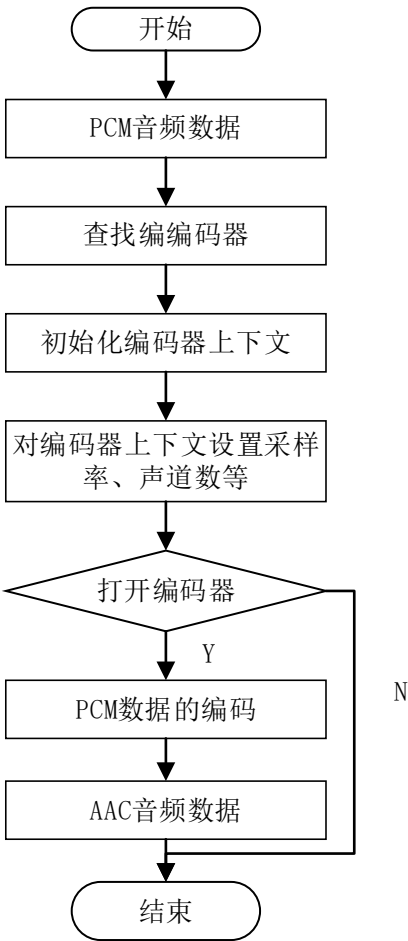 开始
PCM音频数据
查找编编码器
初始化编码器上下文
对编码器上下文设置采样
率、声道数等
打开编码器
Y
N
PCM数据的编码
AAC音频数据
结束